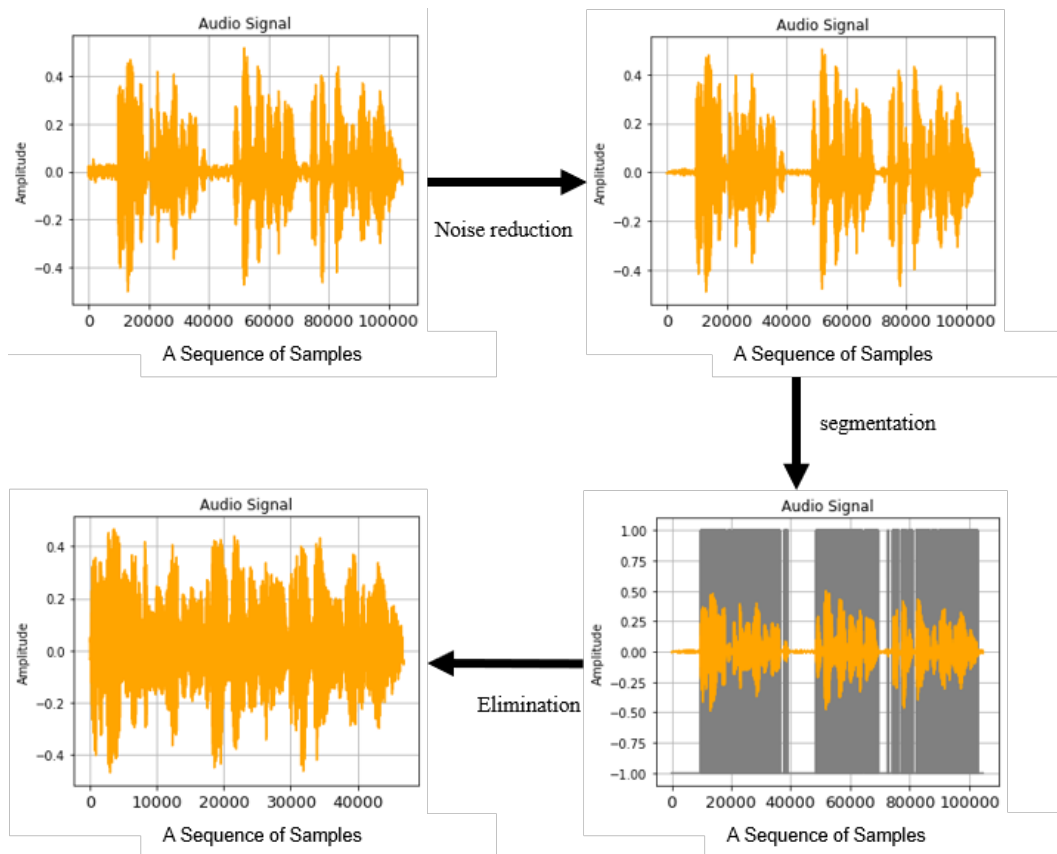 Audio Signal
Amplitude
0.4
0.2
0.0
−0.2
−0.4
0 20000 40000 60000 80000 100000
A Sequence of Samples
Noise reduction
Audio Signal
Amplitude
0.4
0.2
0.0
−0.2
−0.4
0 20000 40000 60000 80000 100000
A Sequence of Samples
segmentation
Audio Signal
Amplitude
1.00
0.75
0.50
0.25
0.00
−0.25
−0.50
−0.75
−1.00
0 20000 40000 60000 80000 100000
A Sequence of Samples
Elimination
Audio Signal
Amplitude
0.4
0.2
0.0
−0.2
−0.4
0 10000 20000 30000 40000
A Sequence of Samples